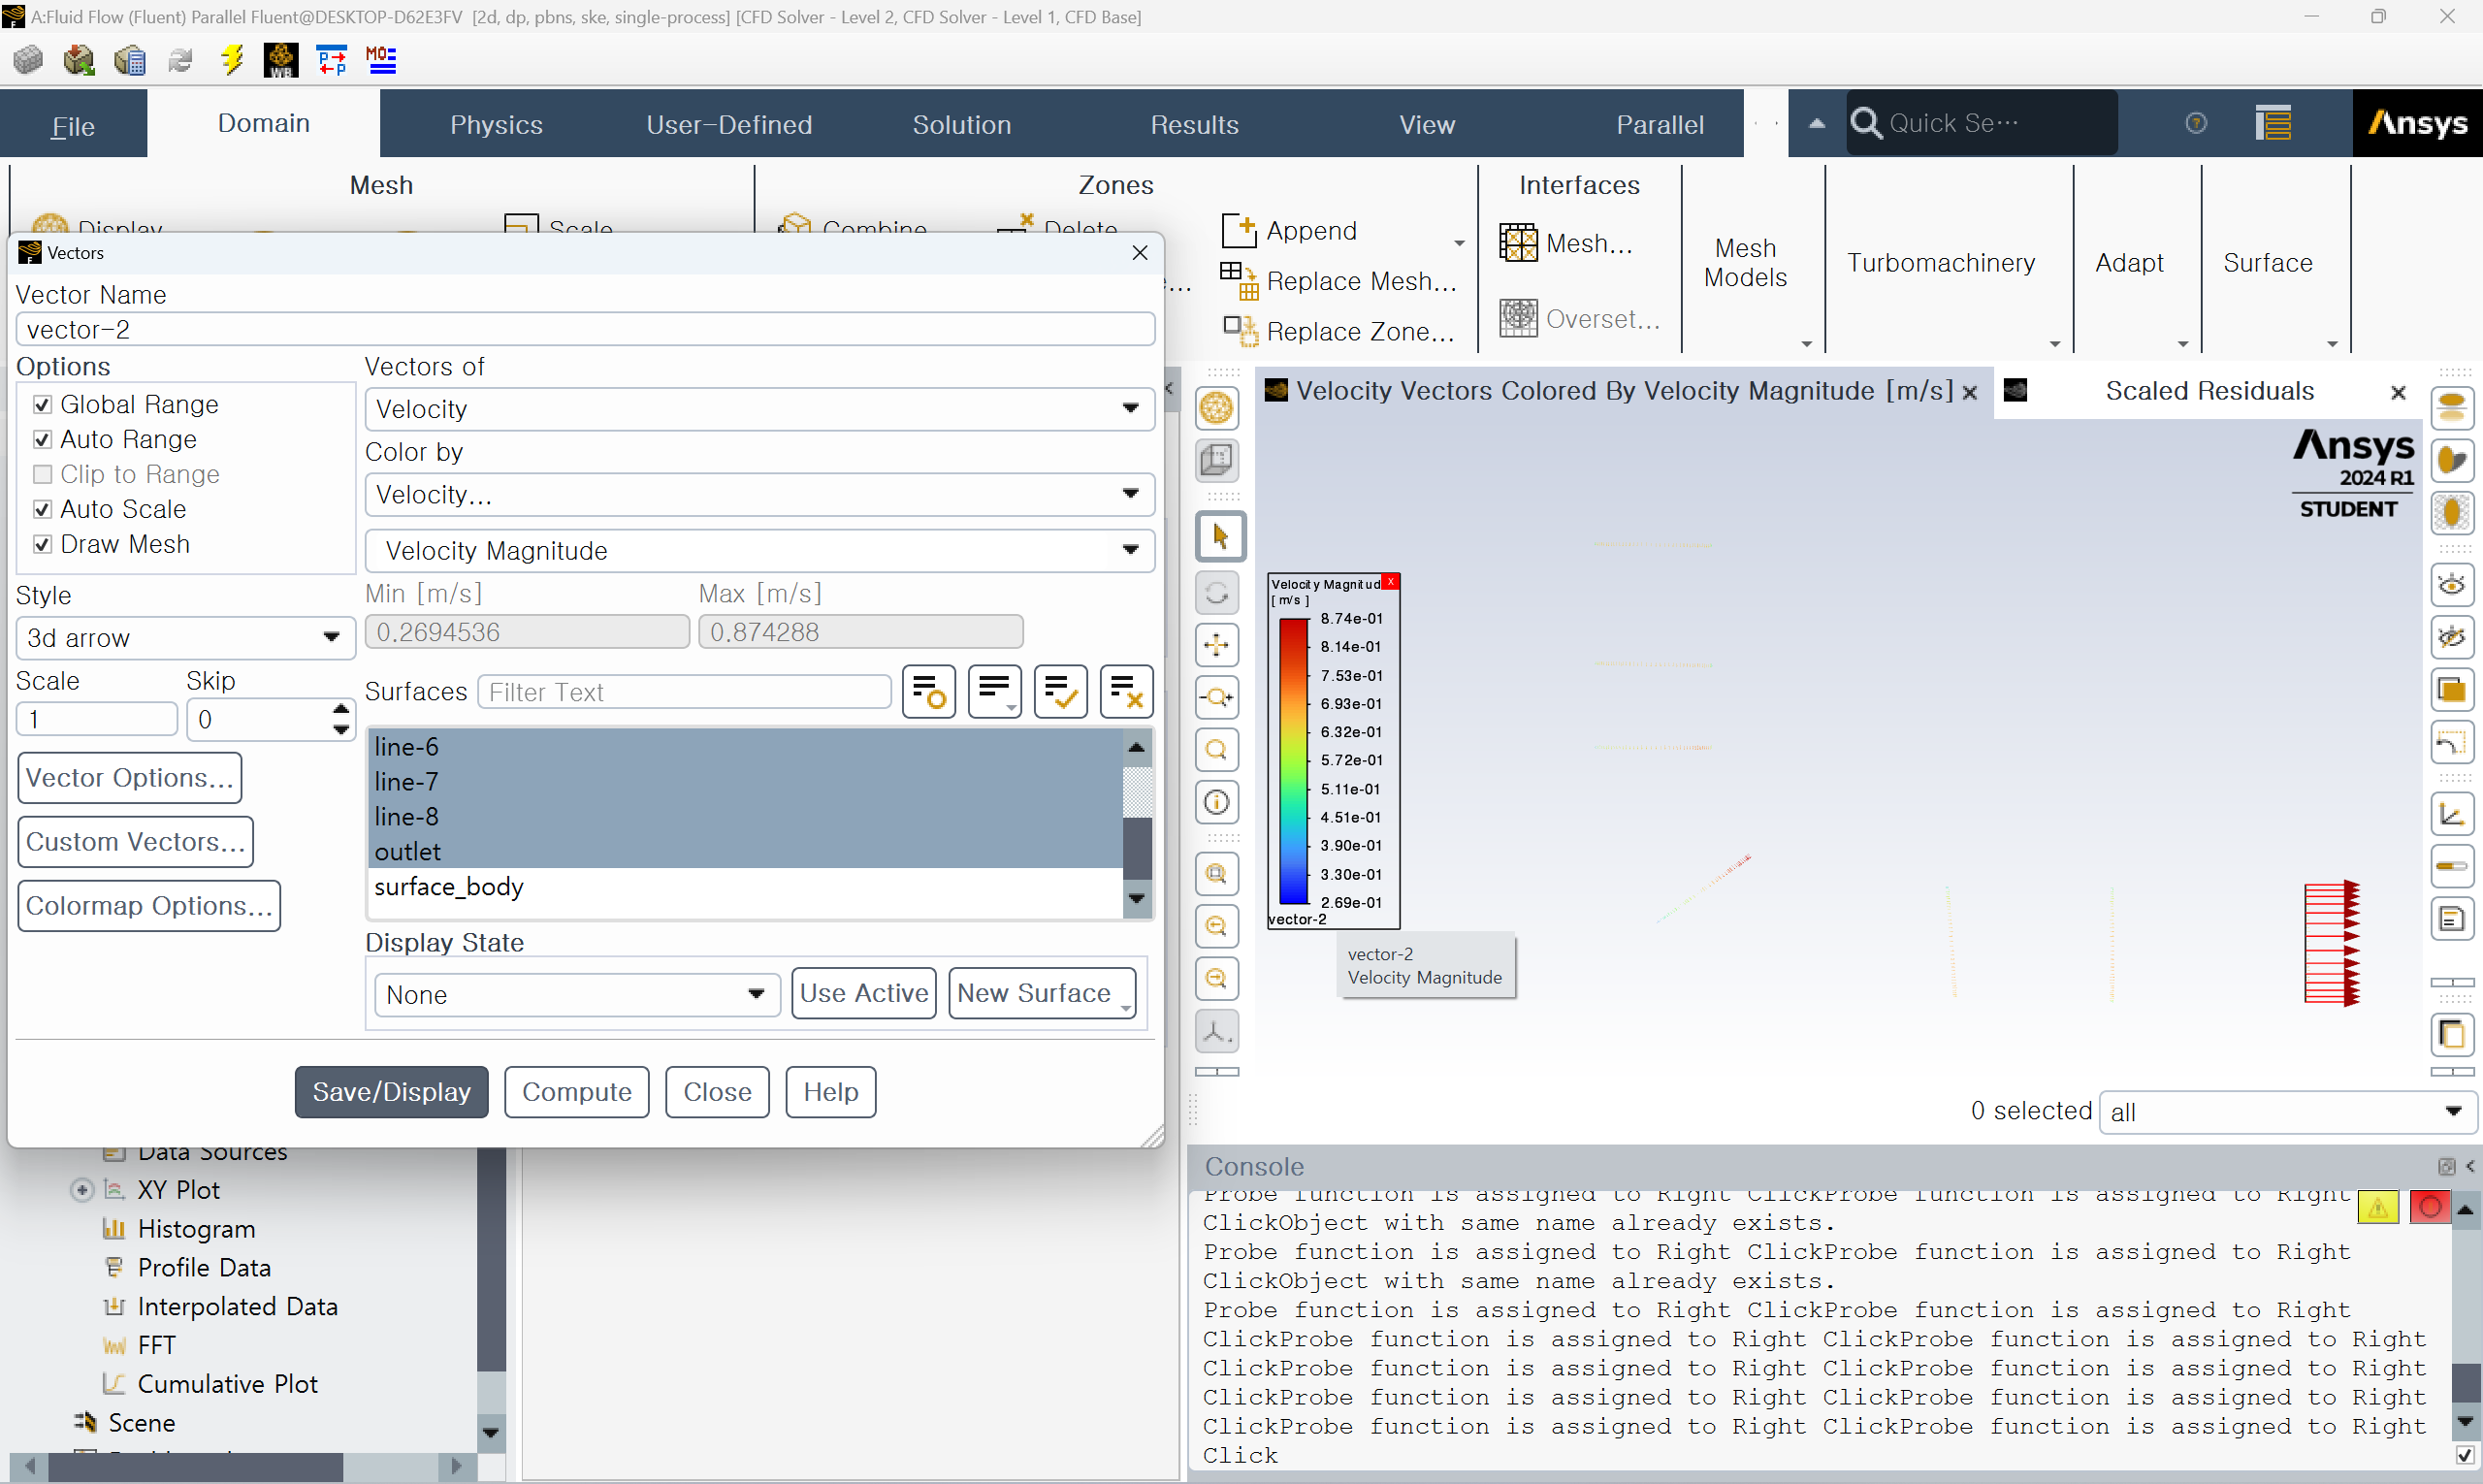 A:Fluid Flow (Fluent) Parallel Fluent@DESKTOP-D62E3FV [2d, dp, pbns, ske, single-process] [CFD Solver - Level 2, CFD Solver - Level 1, CFD Base]
File
Domain
Physics
User-Defined
Solution
Results
View
Parallel
Quick Se...
Ansys
Mesh
Zones
Interfaces
Display
Scale
Combine
Delete
Append
Replace Mesh...
Replace Zone...
Mesh...
Overset...
Mesh
Models
Turbomachinery
Adapt
Surface
Vectors
Vector Name
vector-2
Options
Global Range
Auto Range
Clip to Range
Auto Scale
Draw Mesh
Style
3d arrow
Scale
Skip
1
0
Vector Options...
Custom Vectors...
Colormap Options...
Vectors of
Velocity
Color by
Velocity...
Velocity Magnitude
Min [m/s]
Max [m/s]
0.2694536
0.874288
Surfaces
Filter Text
line-6
line-7
line-8
outlet
surface_body
Display State
None
Use Active
New Surface
Save/Display
Compute
Close
Help
Velocity Vectors Colored By Velocity Magnitude [m/s]
Scaled Residuals
Ansys
2024 R1
STUDENT
Velocity Magnitud
[ m/s ]
8.74e-01
8.14e-01
7.53e-01
6.93e-01
6.32e-01
5.72e-01
5.11e-01
4.51e-01
3.90e-01
3.30e-01
2.69e-01
vector-2
vector-2
Velocity Magnitude
0 selected
all
Data Sources
XY Plot
Histogram
Profile Data
Interpolated Data
FFT
Cumulative Plot
Scene
Console
Probe function is assigned to Right ClickProbe function is assigned to Right
ClickObject with same name already exists.
Probe function is assigned to Right ClickProbe function is assigned to Right
ClickObject with same name already exists.
Probe function is assigned to Right ClickProbe function is assigned to Right
ClickProbe function is assigned to Right ClickProbe function is assigned to Right
ClickProbe function is assigned to Right ClickProbe function is assigned to Right
ClickProbe function is assigned to Right ClickProbe function is assigned to Right
ClickProbe function is assigned to Right ClickProbe function is assigned to Right
Click